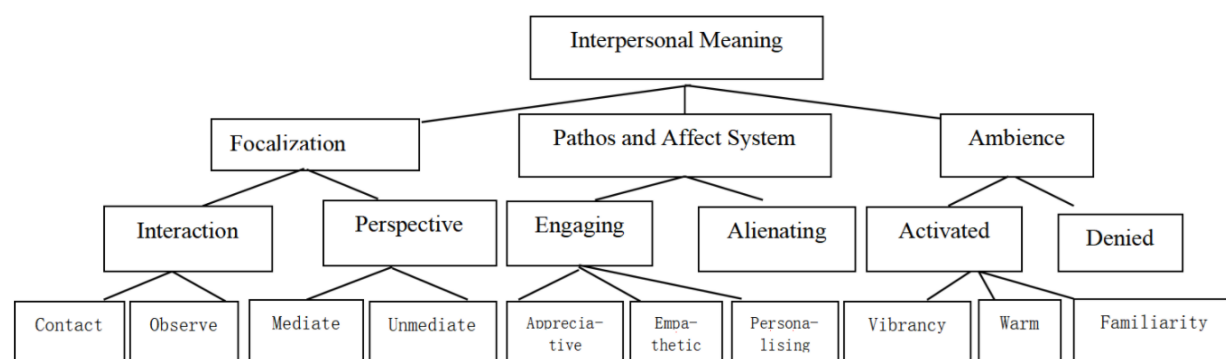 Interpersonal Meaning
Focalization
Pathos and Affect System
Ambience
Interaction
Perspective
Engaging
Alienating
Activated
Denied
Contact
Observe
Mediate
Unmediate
Apprecia-
tive
Empa-
thetic
Persona-
lising
Vibrancy
Warm
Familiarity